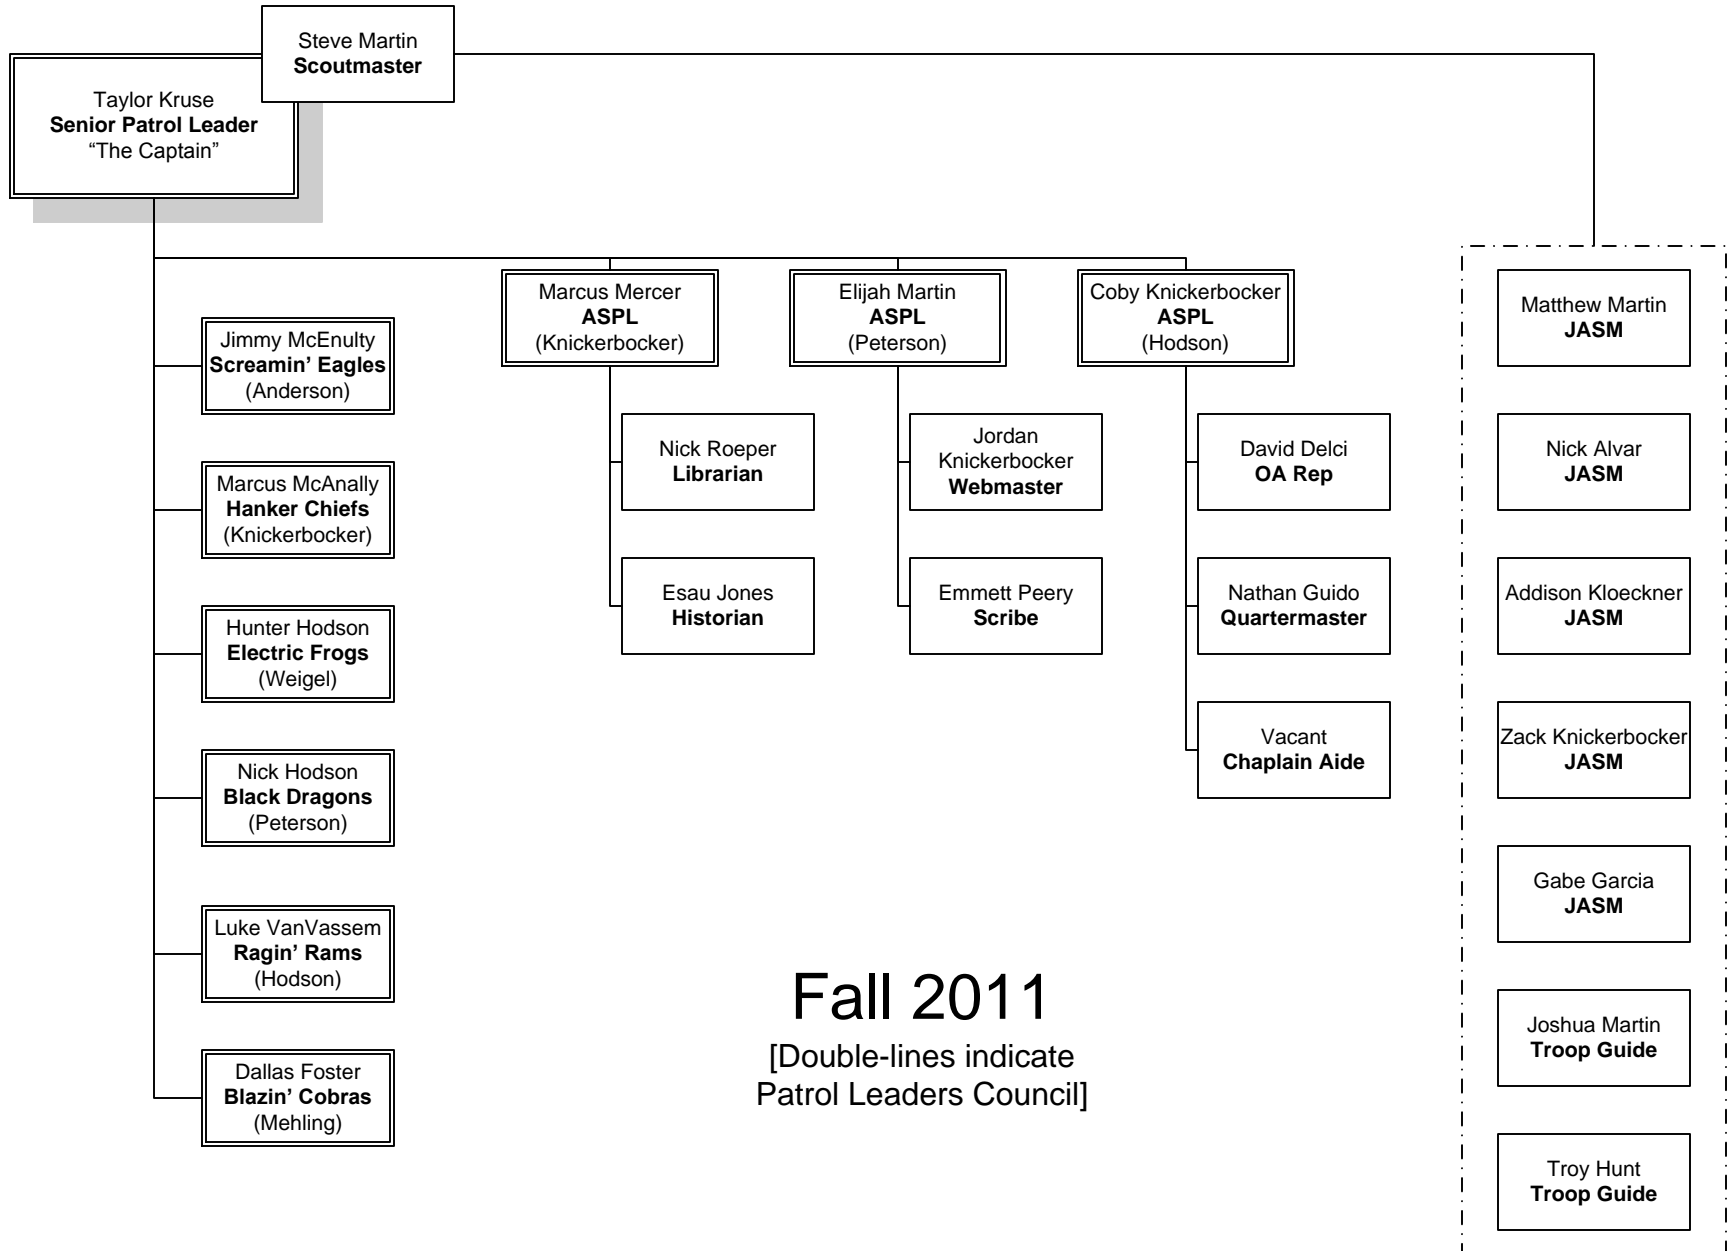 Steve Martin
Scoutmaster
Taylor Kruse
Senior Patrol Leader
“The Captain”
Jimmy McEnulty
Screamin’ Eagles
(Anderson)
Marcus McAnally
Hanker Chiefs
(Knickerbocker)
Hunter Hodson
Electric Frogs
(Weigel)
Nick Hodson
Black Dragons
(Peterson)
Luke VanVassem
Ragin’ Rams
(Hodson)
Dallas Foster
Blazin’ Cobras
(Mehling)
Marcus Mercer
ASPL
(Knickerbocker)
Nick Roeper
Librarian
Esau Jones
Historian
Elijah Martin
ASPL
(Peterson)
Jordan
Knickerbocker
Webmaster
Emmett Peery
Scribe
Coby Knickerbocker
ASPL
(Hodson)
David Delci
OA Rep
Nathan Guido
Quartermaster
Vacant
Chaplain Aide
Matthew Martin
JASM
Nick Alvar
JASM
Addison Kloeckner
JASM
Zack Knickerbocker
JASM
Gabe Garcia
JASM
Joshua Martin
Troop Guide
Troy Hunt
Troop Guide
Fall 2011
[Double-lines indicate
Patrol Leaders Council]